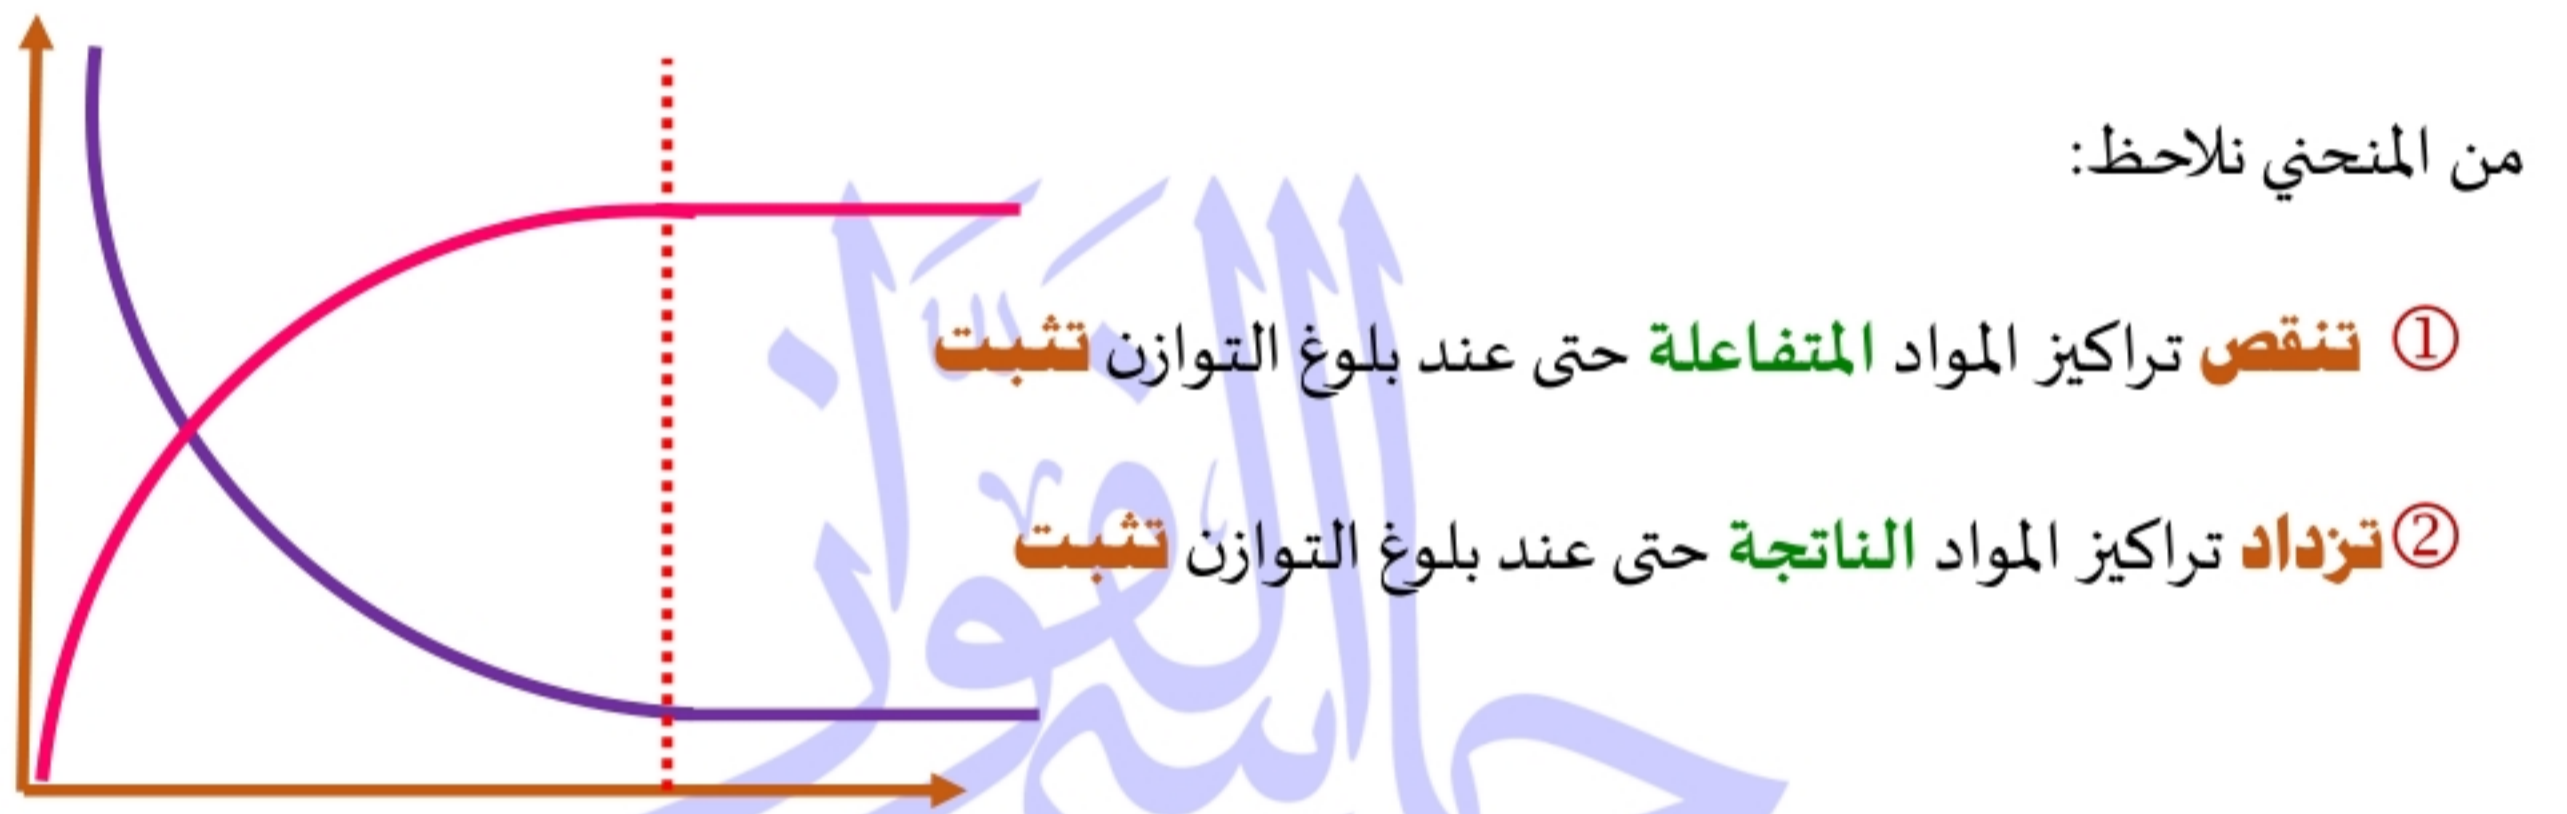 من المنحني نلاحظ:
① تنقص تراكيز المواد المتفاعلة حتى عند بلوغ التوازن تثبت
② تزداد تراكيز المواد الناتجة حتى عند بلوغ التوازن تثبت